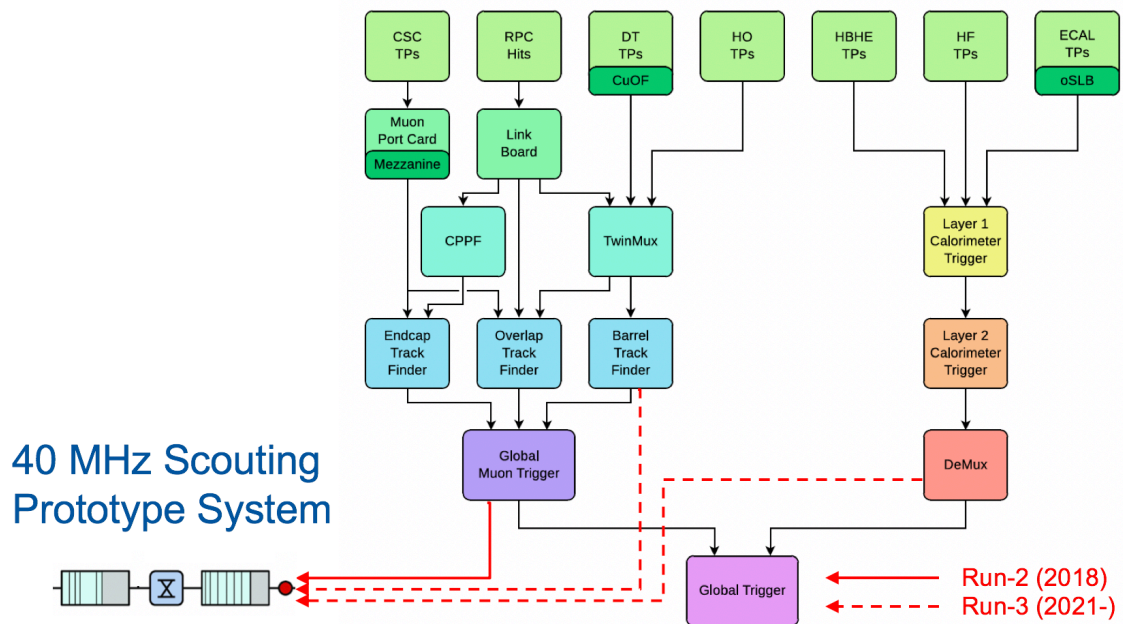 CSC
TPs
RPC
Hits
DT
TPs
CuOF
HO
TPs
HBHE
TPs
HF
TPs
ECAL
TPs
oSLB
Muon
Port Card
Mezzanine
Link
Board
CPPF
TwinMux
Layer 1
Calorimeter
Trigger
Endcap
Track
Finder
Overlap
Track
Finder
Barrel
Track
Finder
Layer 2
Calorimeter
Trigger
Global
Muon Trigger
DeMux
40 MHz Scouting
Prototype System
Global Trigger
Run-2 (2018)
Run-3 (2021-)